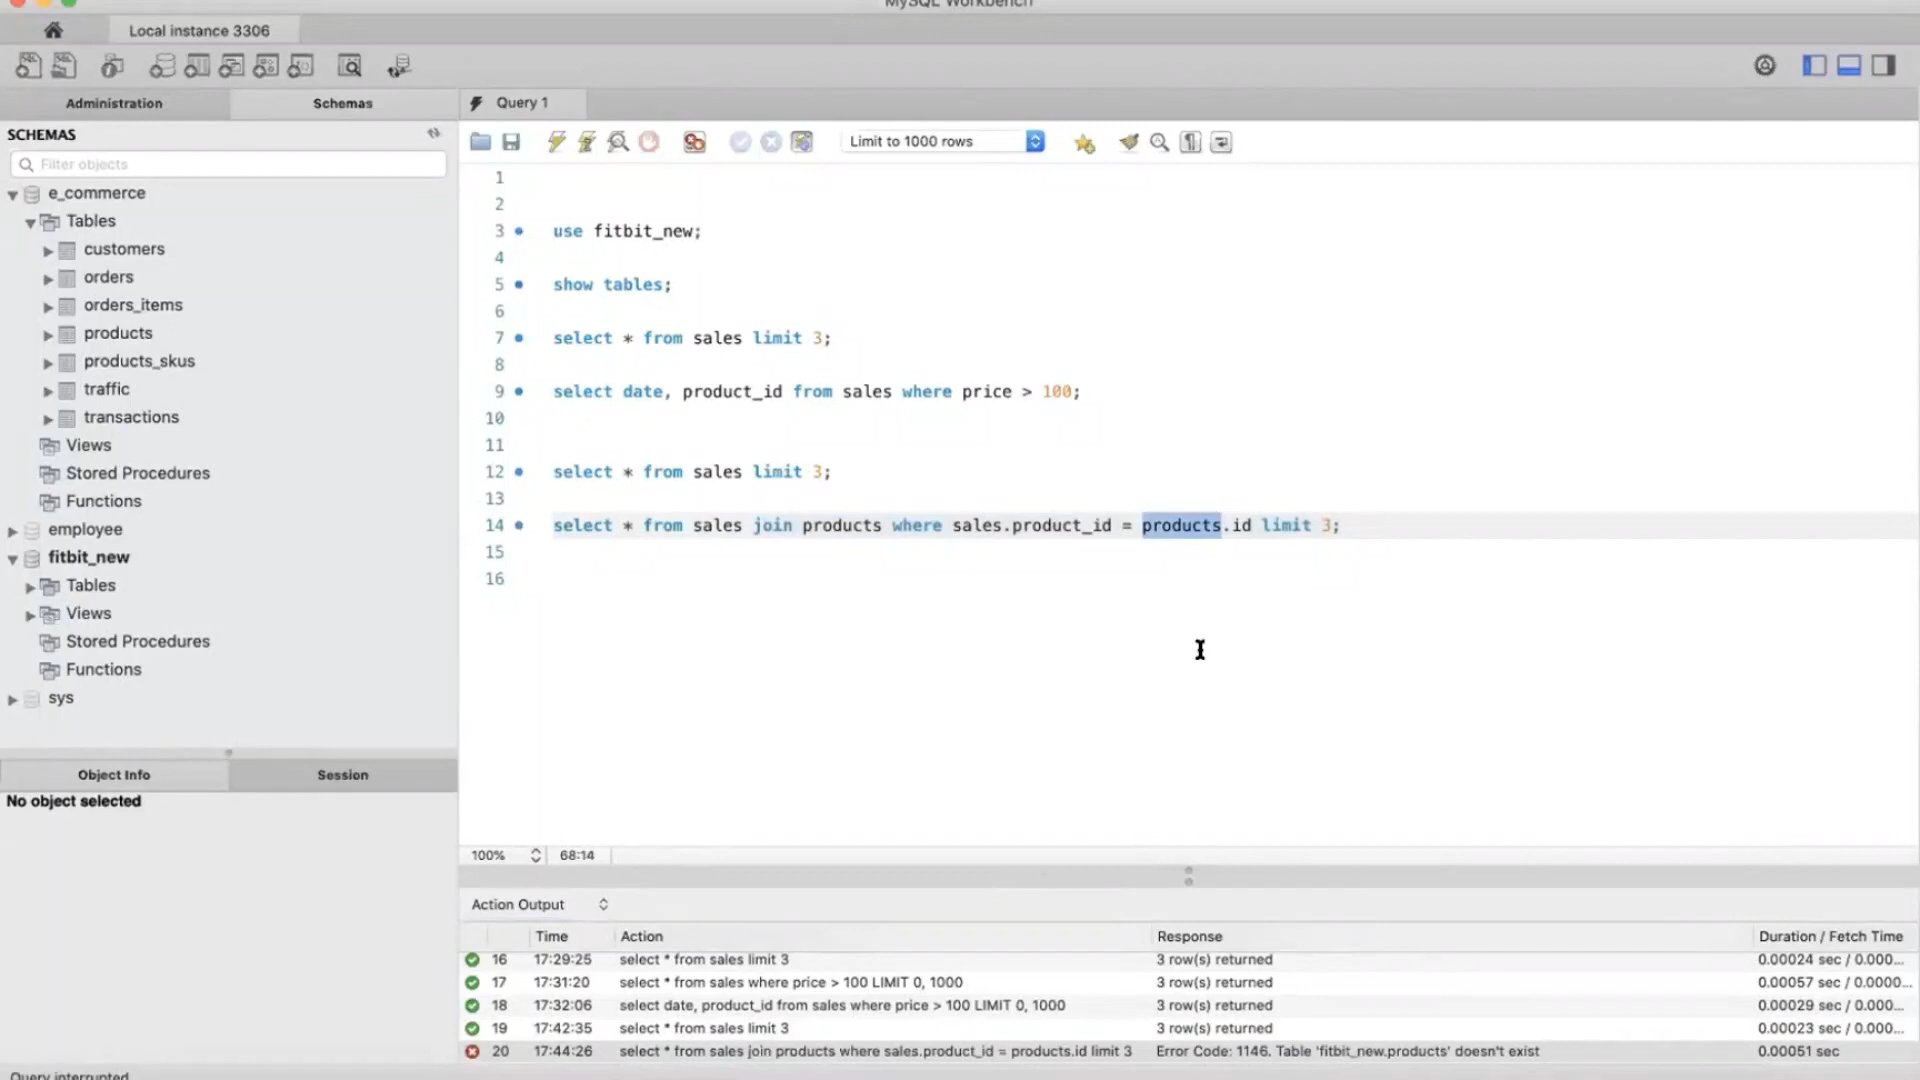 MySQL Workbench
Local instance 3306
Administration
Schemas
SCHEMAS
Filter objects
e_commerce
Tables
customers
orders
orders_items
products
products_skus
traffic
transactions
Views
Stored Procedures
Functions
employee
fitbit_new
Tables
Views
Stored Procedures
Functions
sys
Object Info
Session
No object selected
Query 1
Limit to 1000 rows
1
2
3 use fitbit_new;
4
5 show tables;
6
7 select * from sales limit 3;
8
9 select date, product_id from sales where price > 100;
10
11
12 select * from sales limit 3;
13
14 select * from sales join products where sales.product_id = products.id limit 3;
15
16
100% 68:14
Action Output
Time Action Response Duration / Fetch Time
16 17:29:25 select * from sales limit 3 3 row(s) returned 0.00024 sec / 0.000...
17 17:31:20 select * from sales where price > 100 LIMIT 0, 1000 3 row(s) returned 0.00057 sec / 0.0000...
18 17:32:06 select date, product_id from sales where price > 100 LIMIT 0, 1000 3 row(s) returned 0.00029 sec / 0.000...
19 17:42:35 select * from sales limit 3 3 row(s) returned 0.00023 sec / 0.000...
20 17:44:26 select * from sales join products where sales.product_id = products.id limit 3 Error Code: 1146. Table 'fitbit_new.products' doesn't exist 0.00051 sec
Query interrupted